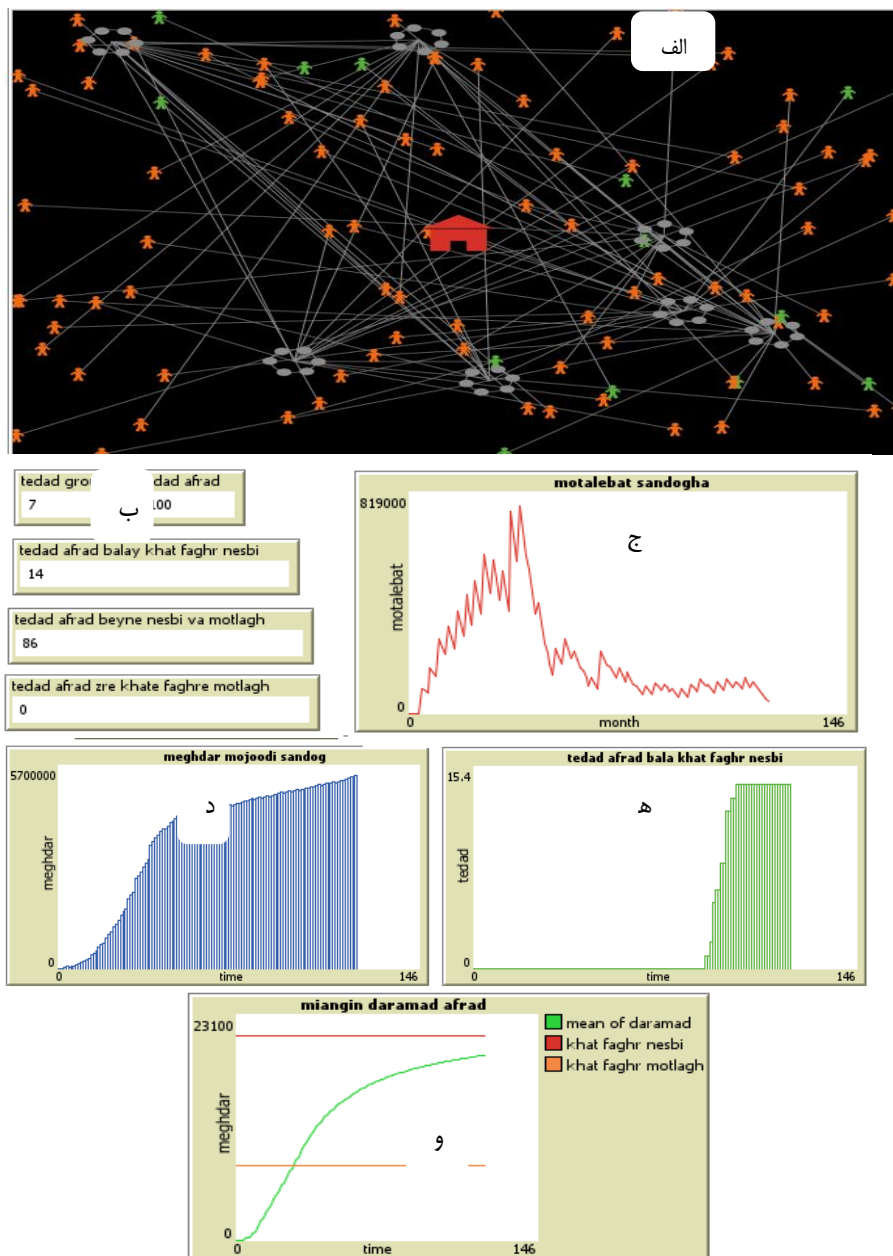 الف
tedad gro
dad afrad
7
100
ب
tedad afrad balay khat faghr nesbi
14
tedad afrad beyne nesbi va motlagh
86
tedad afrad zre khate faghre motlagh
0
motalebat sandogha
819000
ج
motalebat
0
0
month
146
meghdar mojoodi sandog
5700000
د
meghdar
0
0
time
146
tedad afrad bala khat faghr nesbi
15.4
ه
tedad
0
0
time
146
miangin daramad afrad
23100
mean of daramad
khat faghr nesbi
khat faghr motlagh
meghdar
و
0
0
time
146